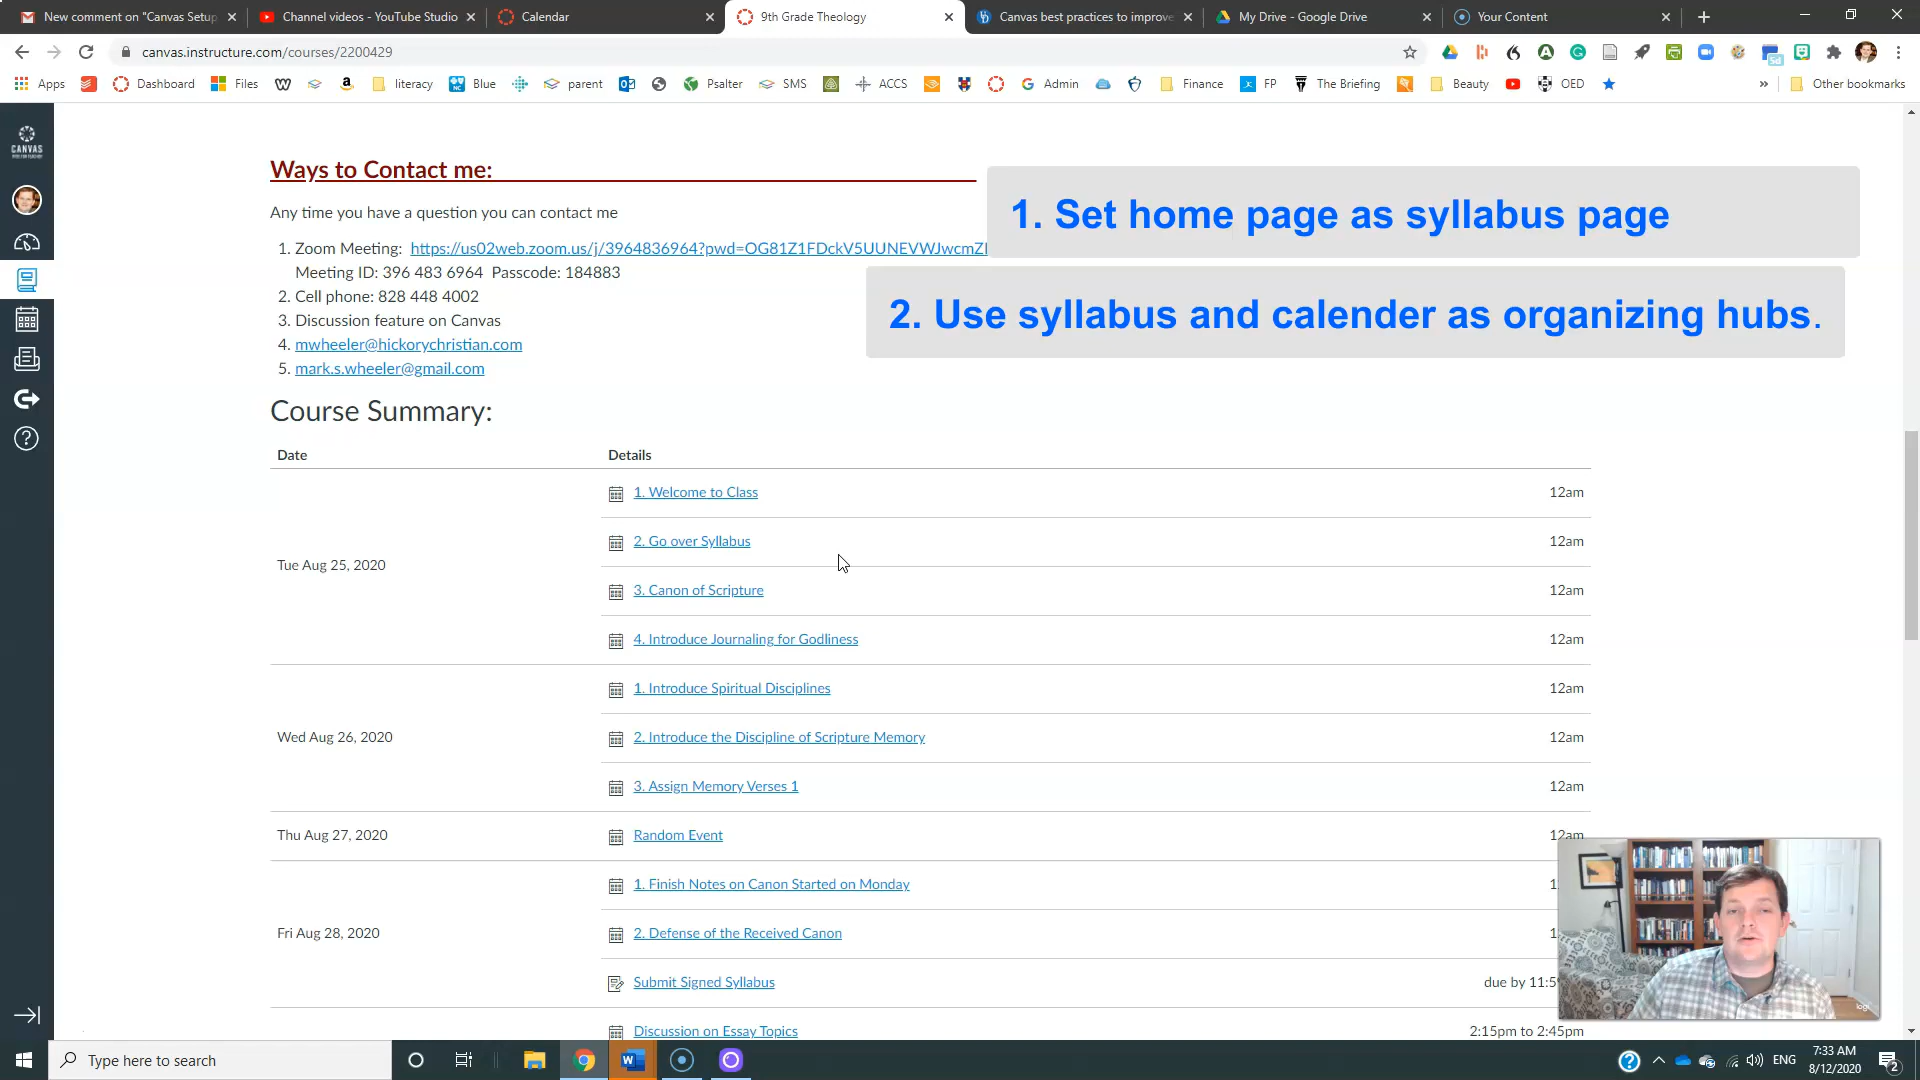 New comment on "Canvas Setup
Channel videos - YouTube Studio
Calendar
9th Grade Theology
Canvas best practices to improve
My Drive - Google Drive
Your Content
canvas.instructure.com/courses/2200429
Apps
Dashboard
Files
literacy
Blue
parent
Psalter
SMS
ACCS
Admin
Finance
FP
The Briefing
Beauty
OED
»
Other bookmarks
CANVAS
Ways to Contact me:
1. Set home page as syllabus page
Any time you have a question you can contact me
1. Zoom Meeting: https://us02web.zoom.us/j/3964836964?pwd=OG81Z1FDckV5UUNEVWJwcmZI
Meeting ID: 396 483 6964 Passcode: 184883
2. Cell phone: 828 448 4002
2. Use syllabus and calender as organizing hubs.
3. Discussion feature on Canvas
4. mwheeler@hickorychristian.com
5. mark.s.wheeler@gmail.com
Course Summary:
Date Details
1. Welcome to Class 12am
2. Go over Syllabus 12am
Tue Aug 25, 2020
3. Canon of Scripture 12am
4. Introduce Journaling for Godliness 12am
1. Introduce Spiritual Disciplines 12am
Wed Aug 26, 2020 2. Introduce the Discipline of Scripture Memory 12am
3. Assign Memory Verses 1 12am
Thu Aug 27, 2020 Random Event 12am
1. Finish Notes on Canon Started on Monday 1
Fri Aug 28, 2020 2. Defense of the Received Canon 1
Submit Signed Syllabus due by 11:5
Discussion on Essay Topics 2:15pm to 2:45pm
logi
Type here to search
ENG
7:33 AM
8/12/2020
2